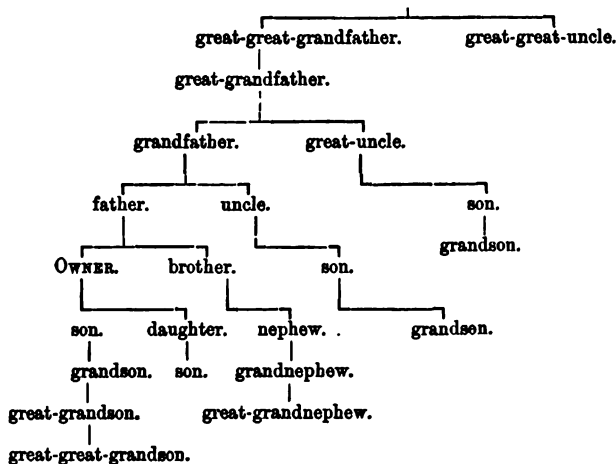 great-great-grandfather. great-great-uncle.
great-grandfather.
grandfather. great-uncle.
father. uncle. son.
grandson.
OWNER. brother. son.
son. daughter. nephew. . grandsen.
grandson. son. grandnephew.
great-grandson. great-grandnephew.
great-great-grandson.